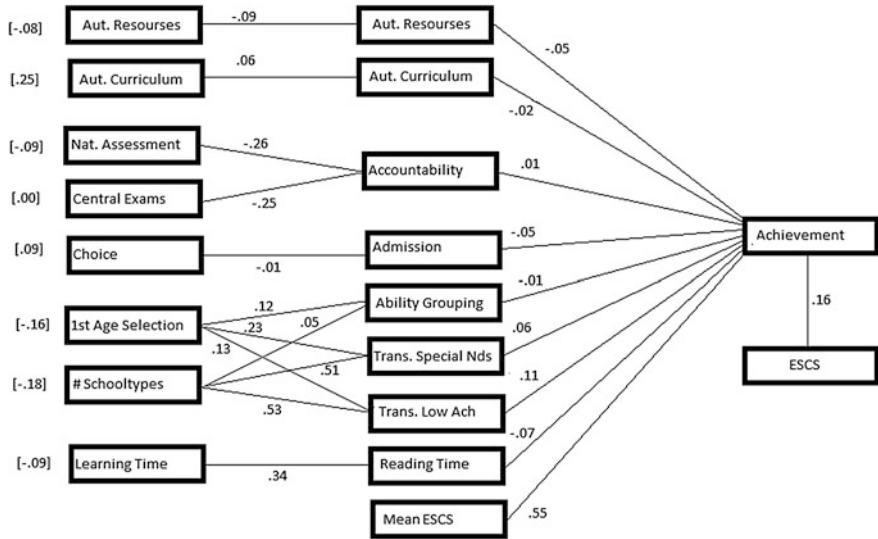 [-.08] Aut. Resourses -.09 Aut. Resourses -.05
[.25] Aut. Curriculum .06 Aut. Curriculum -.02
[-.09] Nat. Assessment -.26
Accountability .01
[.00] Central Exams -.25
[.09] Choice -.01 Admission -.05
Achievement
[-.16] 1st Age Selection .12 Ability Grouping -.01
.05
.23
.13
Trans. Special Nds .06
.16
[-.18] # Schooltypes .51
ESCS
.53 Trans. Low Ach .11
[-.09] Learning Time .34 Reading Time -.07
Mean ESCS .55